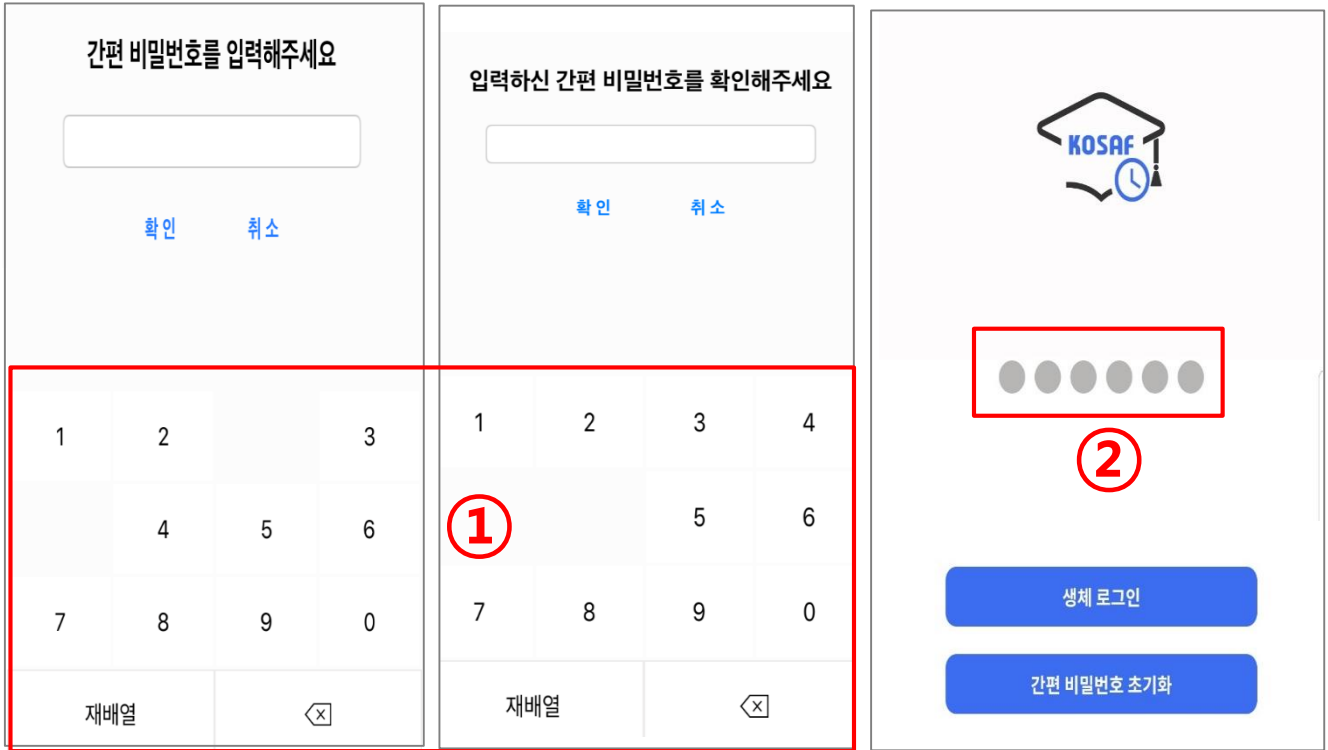 간편 비밀번호를 입력해주세요
확인 취소
1 2 3
4 5 6
7 8 9 0
재배열
입력하신 간편 비밀번호를 확인해주세요
확인 취소
1 2 3 4
① 5 6
7 8 9 0
재배열
KOSAF
②
생체 로그인
간편 비밀번호 초기화